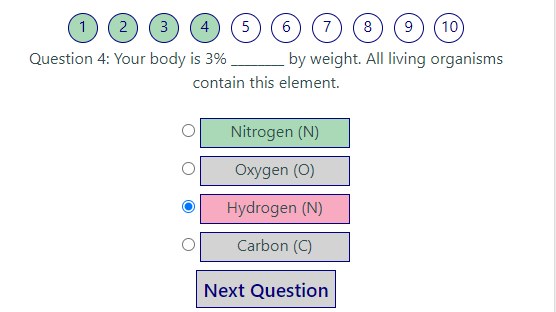 1 2 3 4 5 6 7 8 9 10
Question 4: Your body is 3% ________ by weight. All living organisms
contain this element.
Nitrogen (N)
Oxygen (O)
Hydrogen (N)
Carbon (C)
Next Question